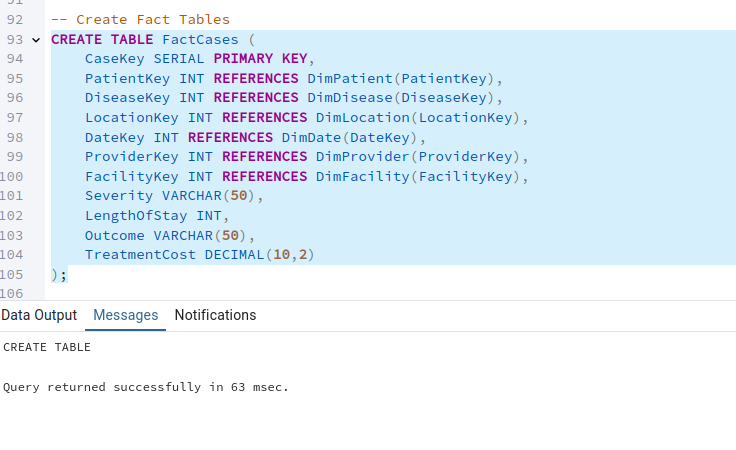 91
92 -- Create Fact Tables
93 CREATE TABLE FactCases (
94 CaseKey SERIAL PRIMARY KEY,
95 PatientKey INT REFERENCES DimPatient(PatientKey),
96 DiseaseKey INT REFERENCES DimDisease(DiseaseKey),
97 LocationKey INT REFERENCES DimLocation(LocationKey),
98 DateKey INT REFERENCES DimDate(DateKey),
99 ProviderKey INT REFERENCES DimProvider(ProviderKey),
100 FacilityKey INT REFERENCES DimFacility(FacilityKey),
101 Severity VARCHAR(50),
102 LengthOfStay INT,
103 Outcome VARCHAR(50),
104 TreatmentCost DECIMAL(10,2)
105 );
106
Data Output Messages Notifications
CREATE TABLE
Query returned successfully in 63 msec.